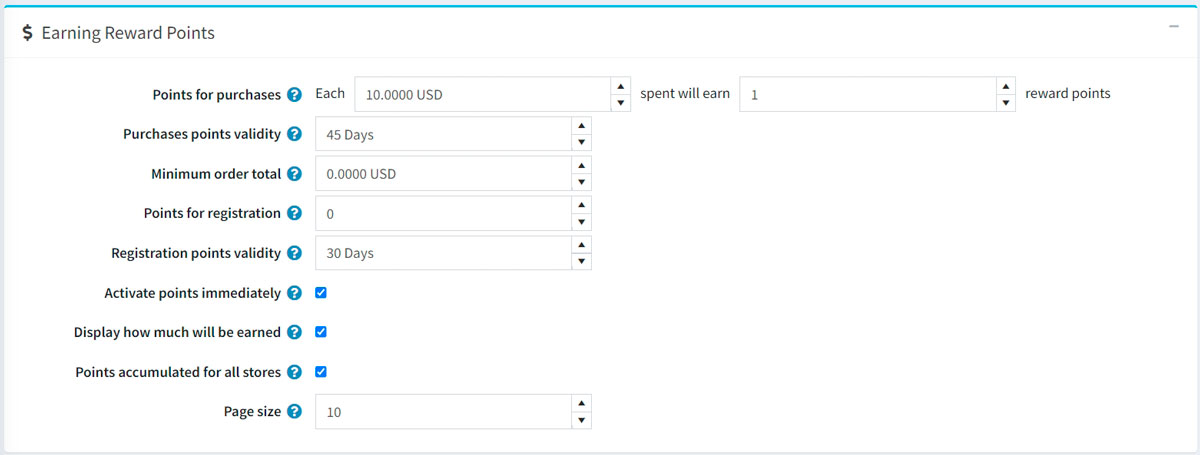 $ Earning Reward Points
Points for purchases ? Each 10.0000 USD spent will earn 1 reward points
Purchases points validity ? 45 Days
Minimum order total ? 0.0000 USD
Points for registration ? 0
Registration points validity ? 30 Days
Activate points immediately ?
Display how much will be earned ?
Points accumulated for all stores ?
Page size ? 10